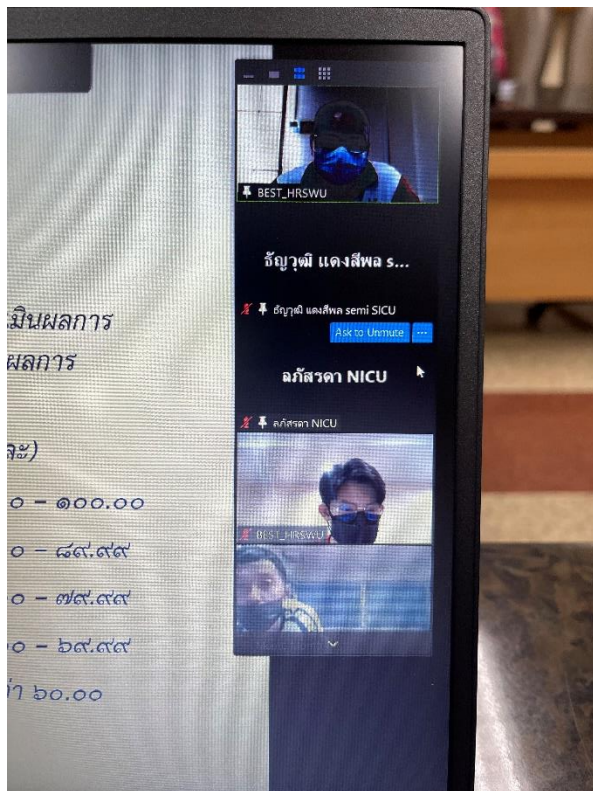 มินผลการ
ผลการ
ละ)
๐ – ๑๐๐.๐๐
๐ – ๘๙.๙๙
๐ – ๗๙.๙๙
๐ – ๖๙.๙๙
๖๐.๐๐
BEST_HRSWU
ธัญวุฒิ แดงสีพล s...
ธัญวุฒิ แดงสีพล semi SICU
Ask to Unmute ...
ลภัสรดา NICU
ลภัสรดา NICU
BEST_HRSWU